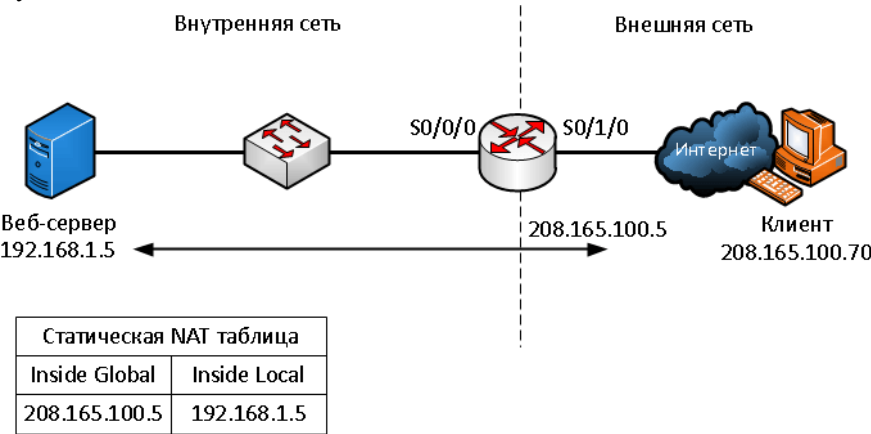 Внутренняя сеть
Внешняя сеть
S0/0/0
S0/1/0
Интернет
Веб-сервер
192.168.1.5
208.165.100.5
Клиент
208.165.100.70
Статическая NAT таблица
Inside Global Inside Local
208.165.100.5 192.168.1.5